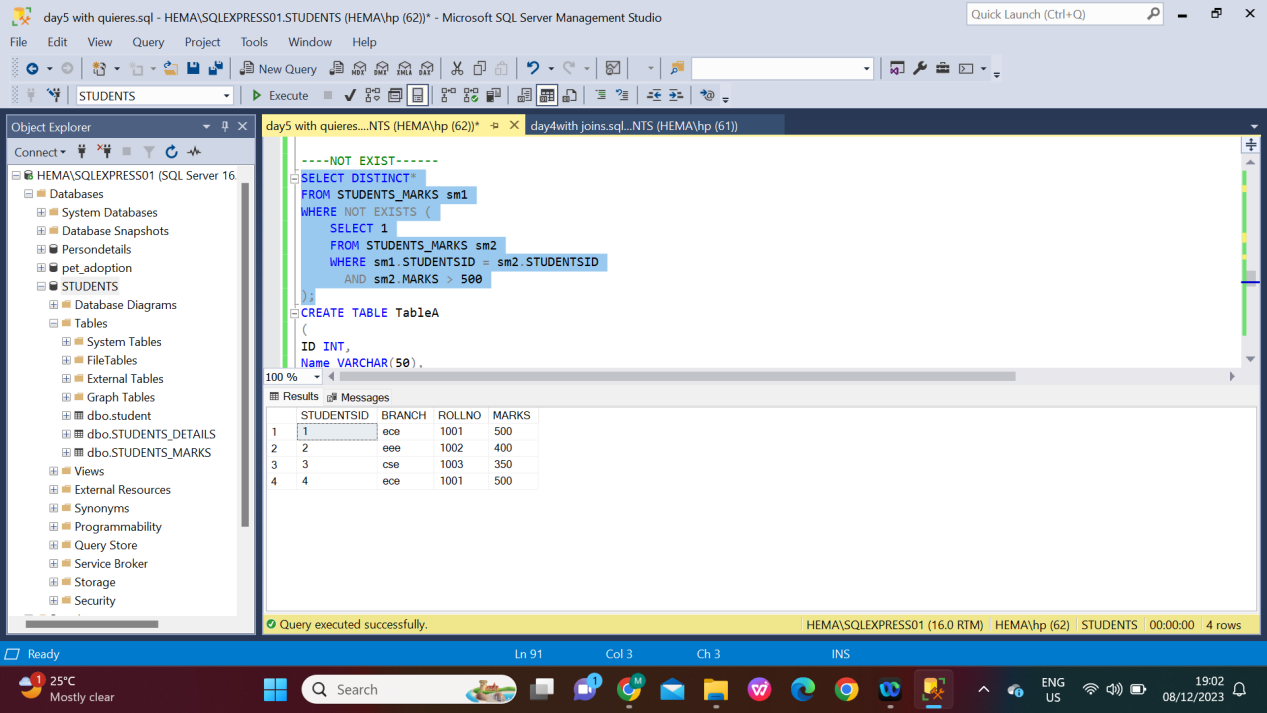 day5 with quieres.sql - HEMA\SQLEXPRESS01.STUDENTS (HEMA\hp (62))* - Microsoft SQL Server Management Studio
Quick Launch (Ctrl+Q)
File Edit View Query Project Tools Window Help
New Query
MDX DMX XMLA DAX
STUDENTS
Execute
Object Explorer
day5 with quieres....NTS (HEMA\hp (62))*
day4with joins.sql...NTS (HEMA\hp (61))
Connect
HEMA\SQLEXPRESS01 (SQL Server 16.
Databases
System Databases
Database Snapshots
Persondetails
pet_adoption
STUDENTS
Database Diagrams
Tables
System Tables
FileTables
External Tables
Graph Tables
dbo.student
dbo.STUDENTS_DETAILS
dbo.STUDENTS_MARKS
Views
External Resources
Synonyms
Programmability
Query Store
Service Broker
Storage
Security
----NOT EXIST------
SELECT DISTINCT*
FROM STUDENTS_MARKS sm1
WHERE NOT EXISTS (
SELECT 1
FROM STUDENTS_MARKS sm2
WHERE sm1.STUDENTSID = sm2.STUDENTSID
AND sm2.MARKS > 500
);
CREATE TABLE TableA
(
ID INT,
Name VARCHAR(50),
100 %
Results Messages
STUDENTSID BRANCH ROLLNO MARKS
1 1 ece 1001 500
2 2 eee 1002 400
3 3 cse 1003 350
4 4 ece 1001 500
Query executed successfully.
HEMA\SQLEXPRESS01 (16.0 RTM) HEMA\hp (62) STUDENTS 00:00:00 4 rows
Ready Ln 91 Col 3 Ch 3 INS
1
25°C
Mostly clear
Search
1
M
ENG
US
19:02
08/12/2023